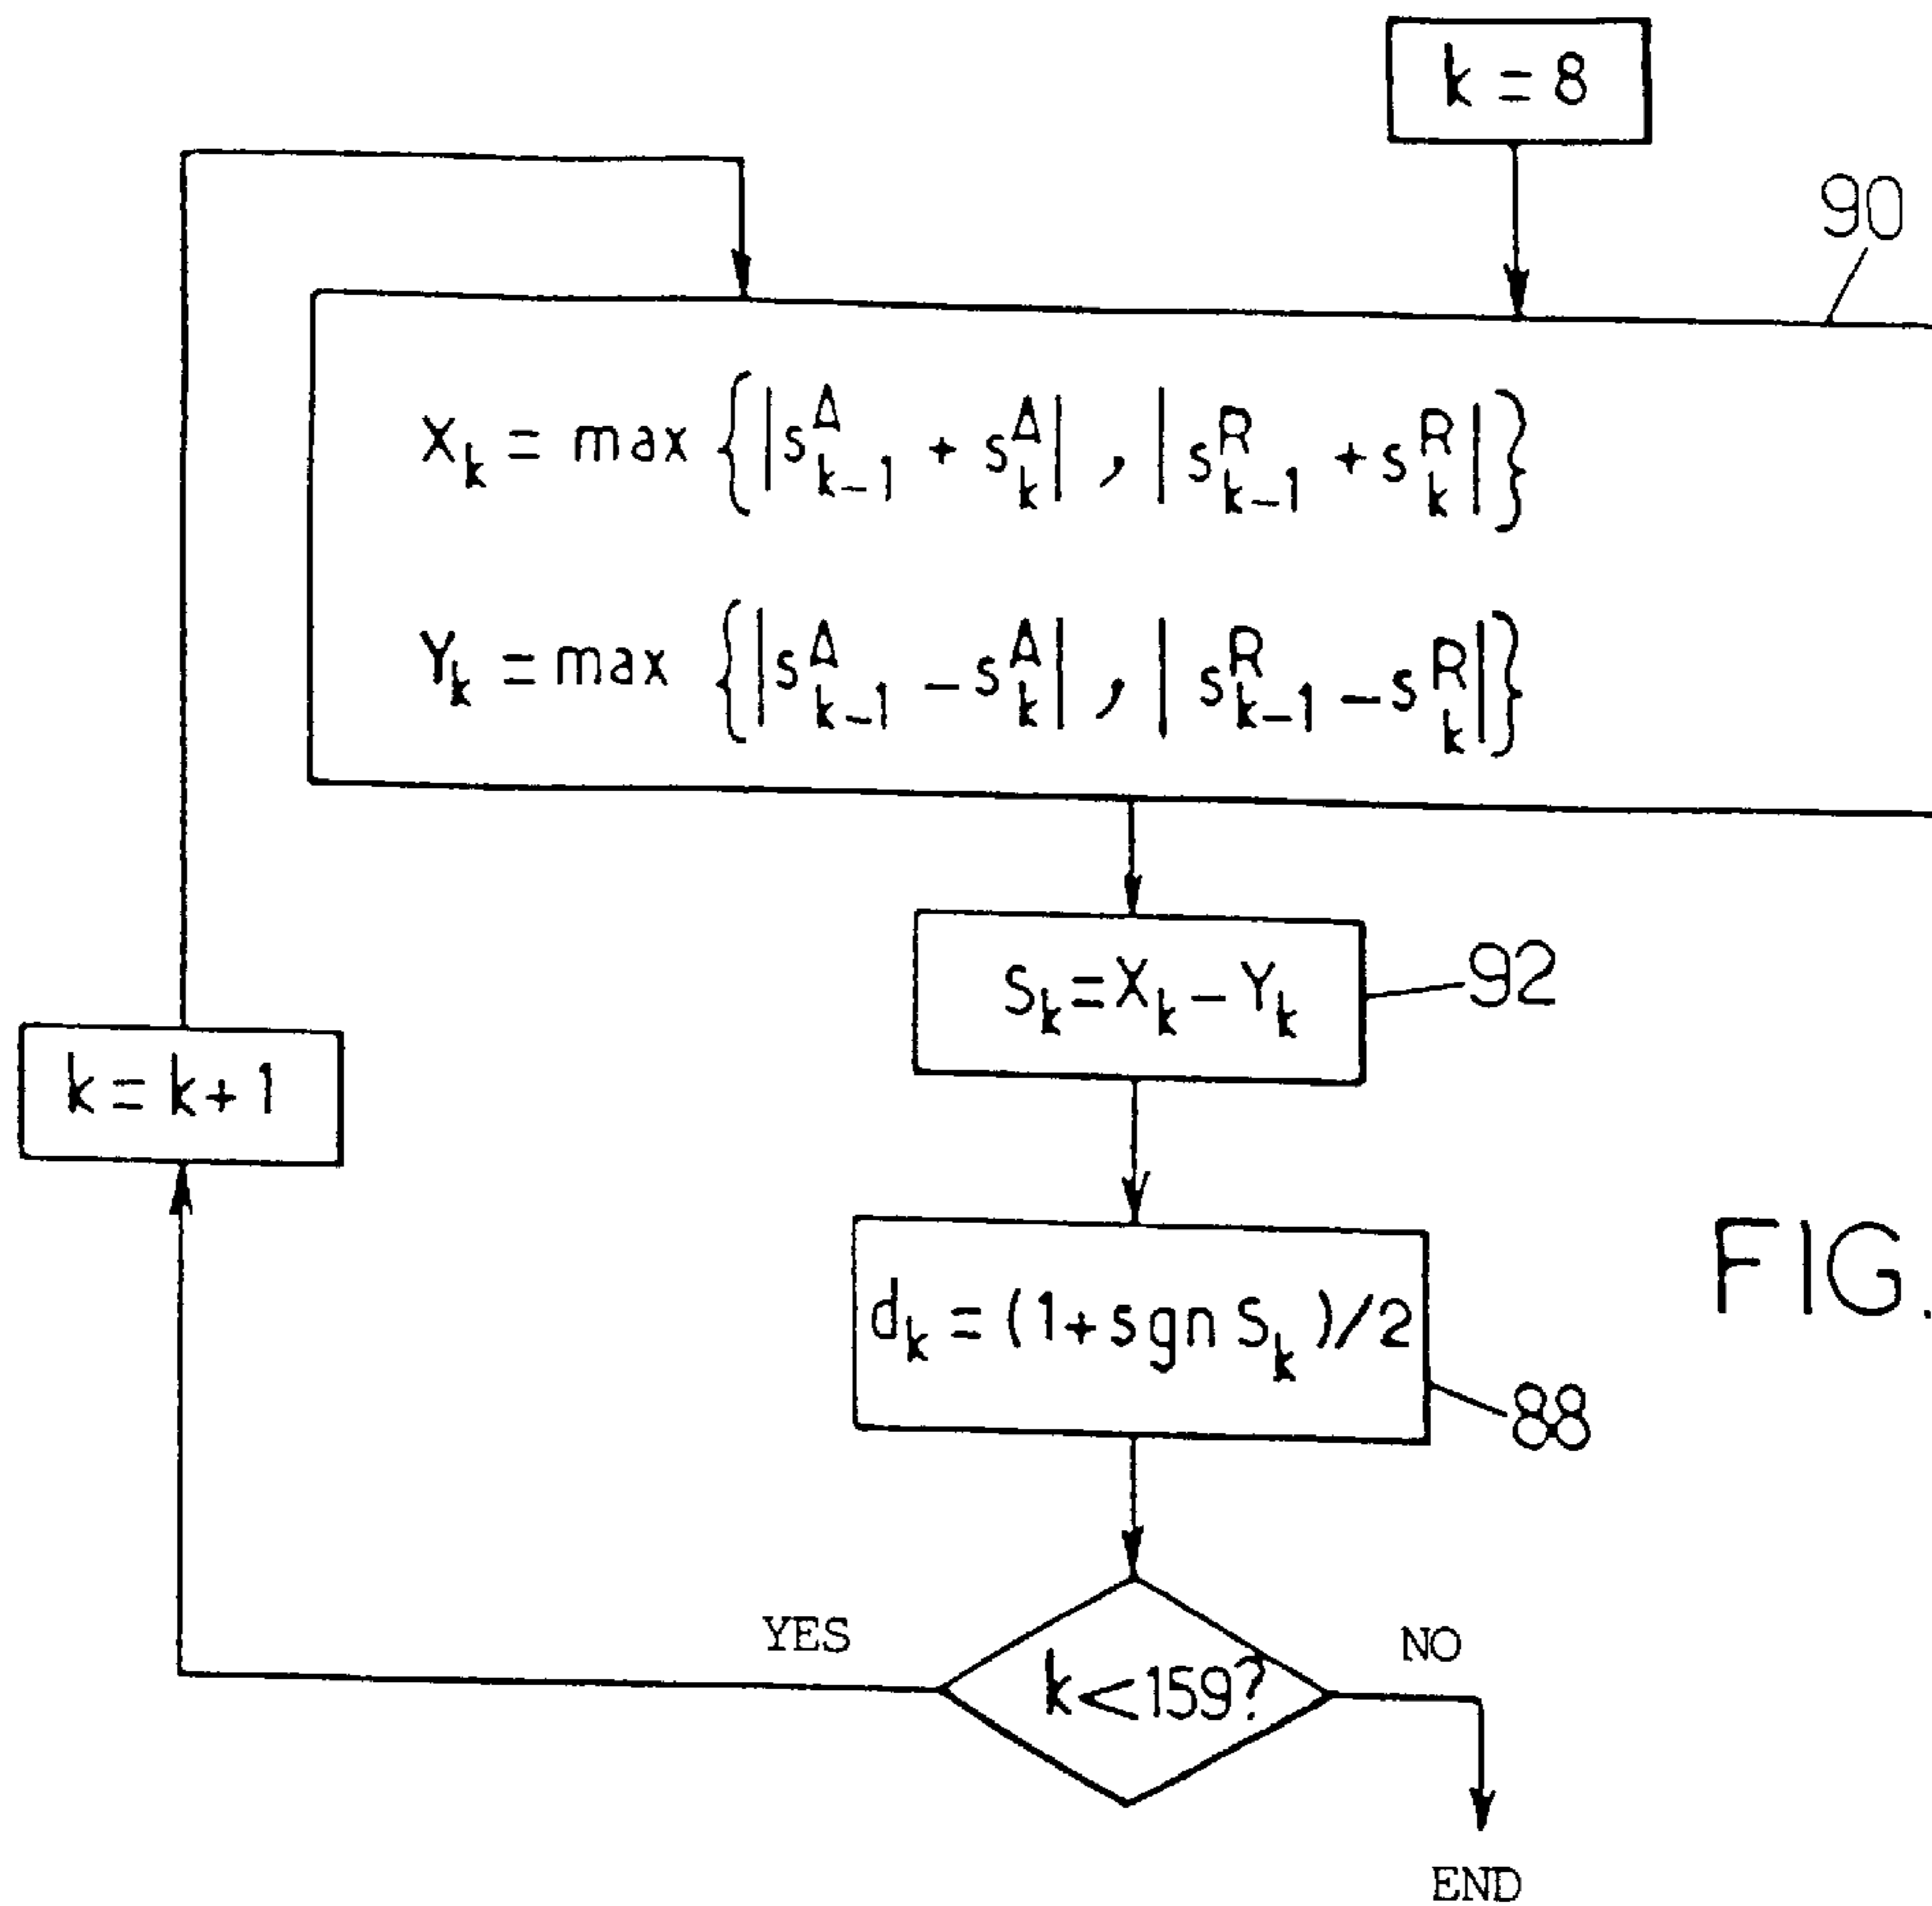 k = 8
90
X_k = max {|s^A_{k-1} + s^A_k| , |s^R_{k-1} + s^R_k|}
Y_k = max {|s^A_{k-1} - s^A_k| , |s^R_{k-1} - s^R_k|}
S_k = X_k - Y_k
92
k = k + 1
d_k = (1 + sgn S_k)/2
FIG.
88
YES
k < 159?
NO
END